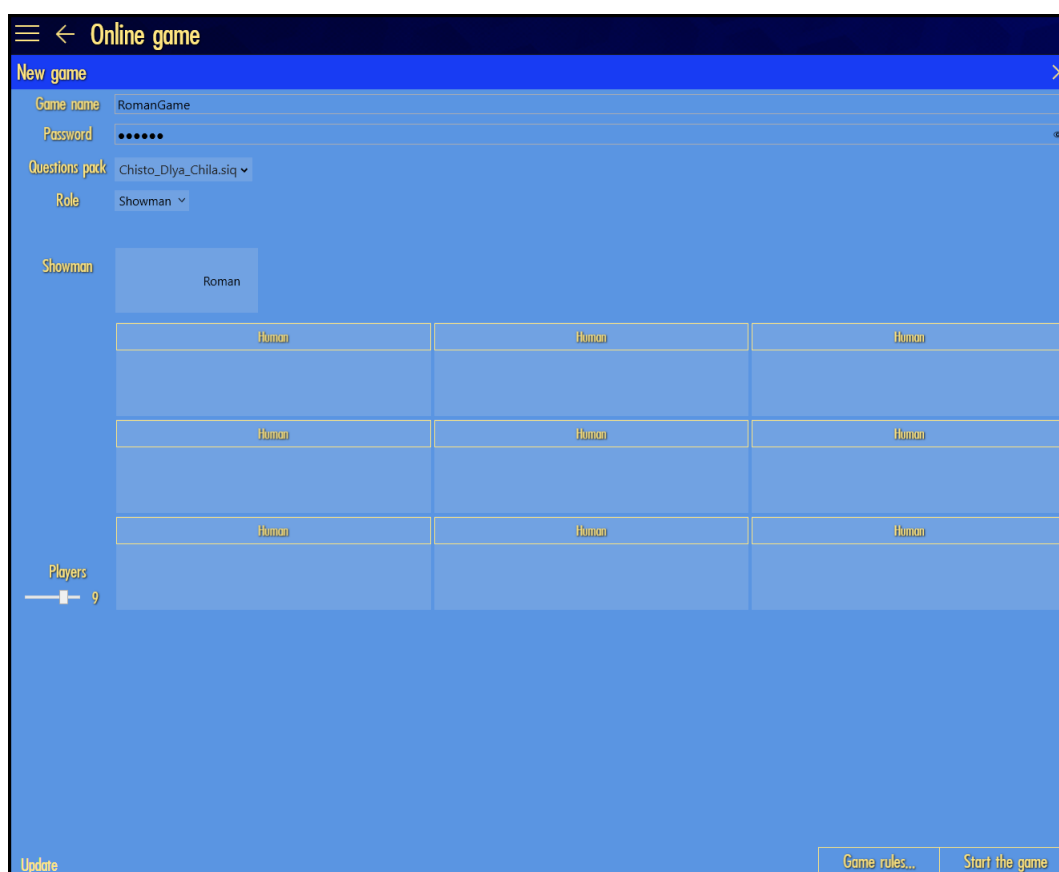 Online game
New game
Game name RomanGame
Password ••••••
Questions pack Chisto_Dlya_Chila.siq
Role Showman
Showman Roman
Human Human Human
Human Human Human
Human Human Human
Players
9
Update Game rules... Start the game